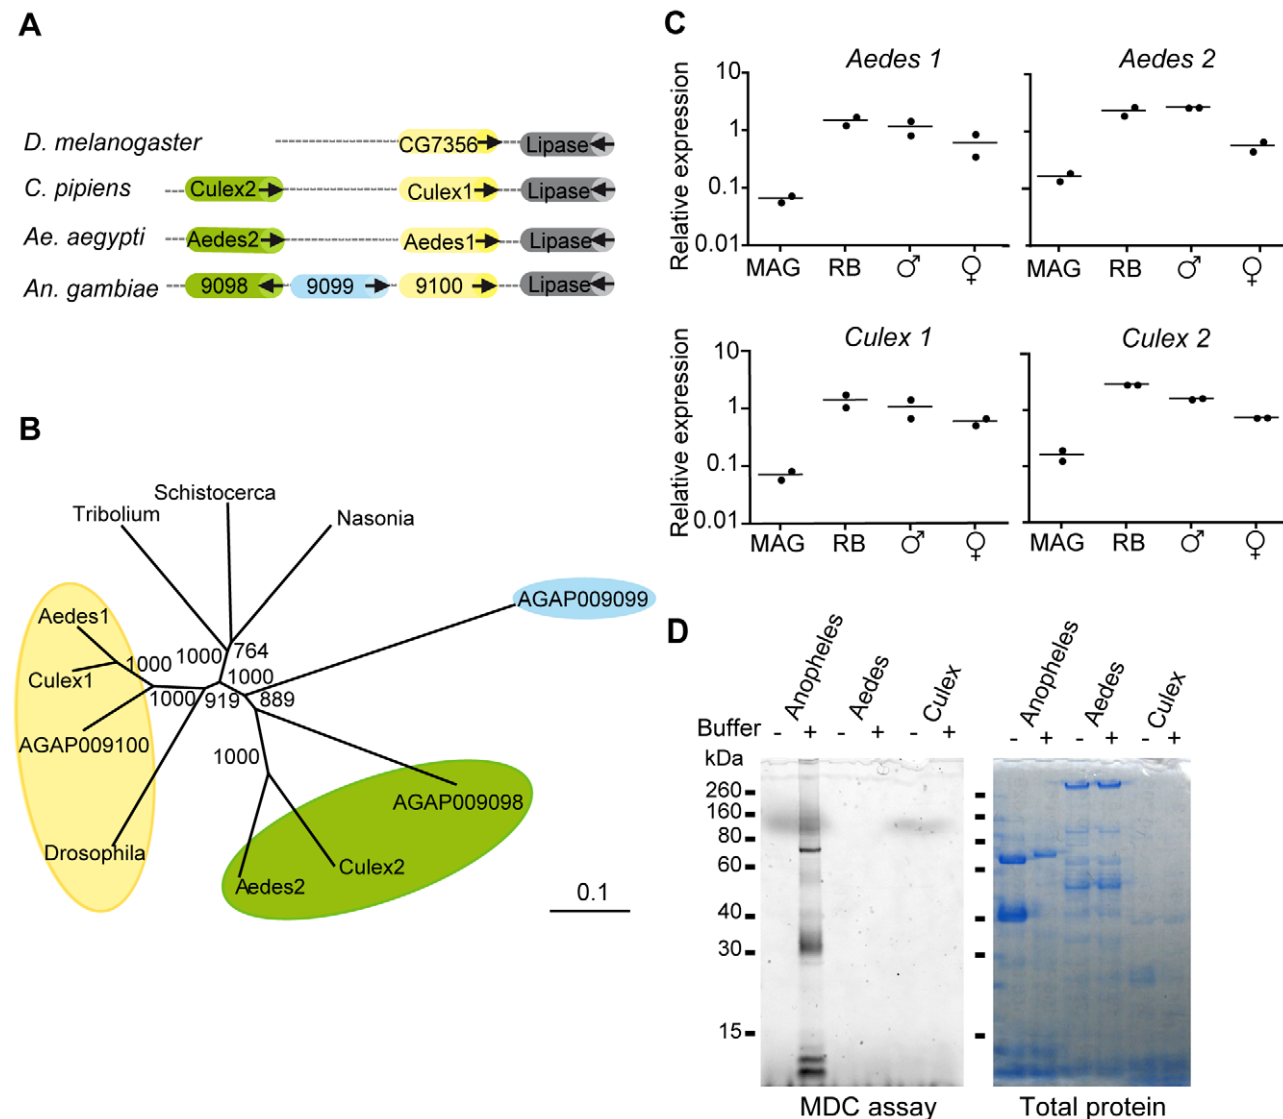 A
D. melanogaster CG7356 Lipase
C. pipiens Culex2 Culex1 Lipase
Ae. aegypti Aedes2 Aedes1 Lipase
An. gambiae 9098 9099 9100 Lipase
B
Schistocerca
Tribolium
Nasonia
AGAP009099
Aedes1
Culex1
AGAP009100
Drosophila
1000
1000
764
1000
1000
919
889
1000
AGAP009098
Culex2
Aedes2
0.1
C
Aedes 1
Relative expression
10
1
0.1
0.01
MAG RB ♂ ♀
Aedes 2
MAG RB ♂ ♀
Culex 1
Relative expression
10
1
0.1
0.01
MAG RB ♂ ♀
Culex 2
MAG RB ♂ ♀
D
Anopheles Aedes Culex
Buffer - + - + - +
kDa
260
160
80
60
40
30
15
MDC assay
Anopheles Aedes Culex
- + - + - +
Total protein